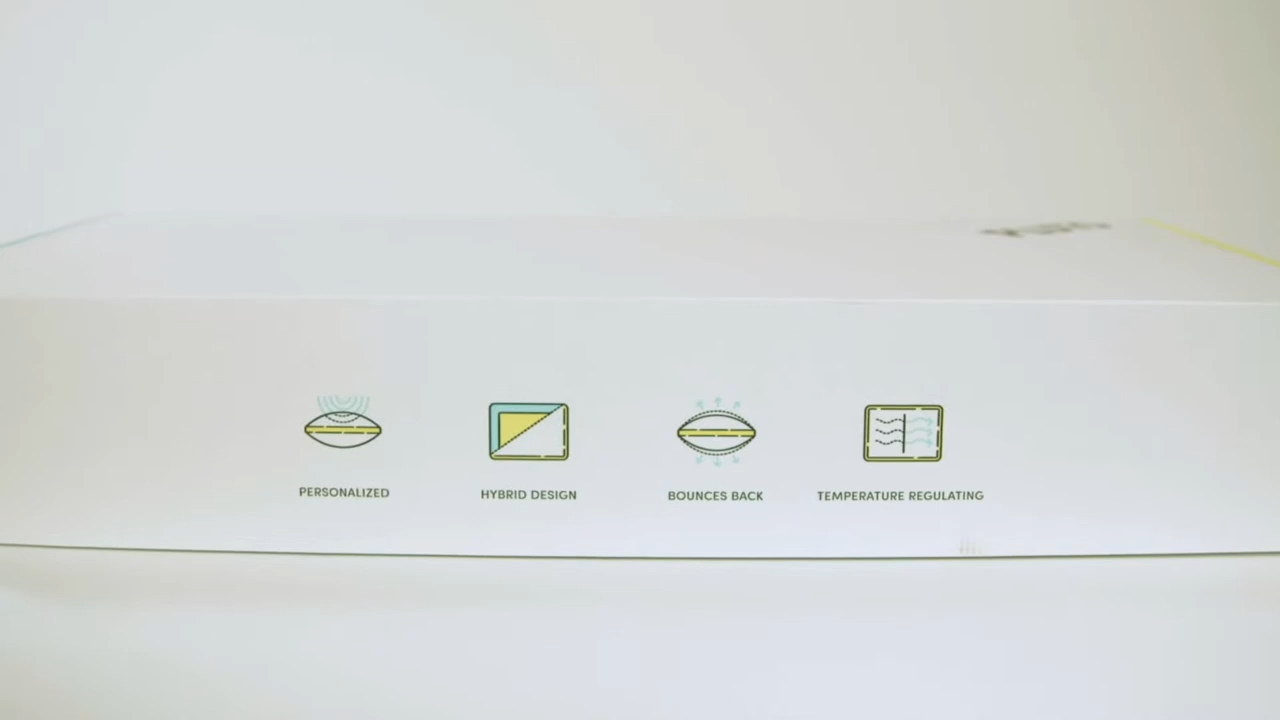 PERSONALIZED
HYBRID DESIGN
BOUNCES BACK
TEMPERATURE REGULATING